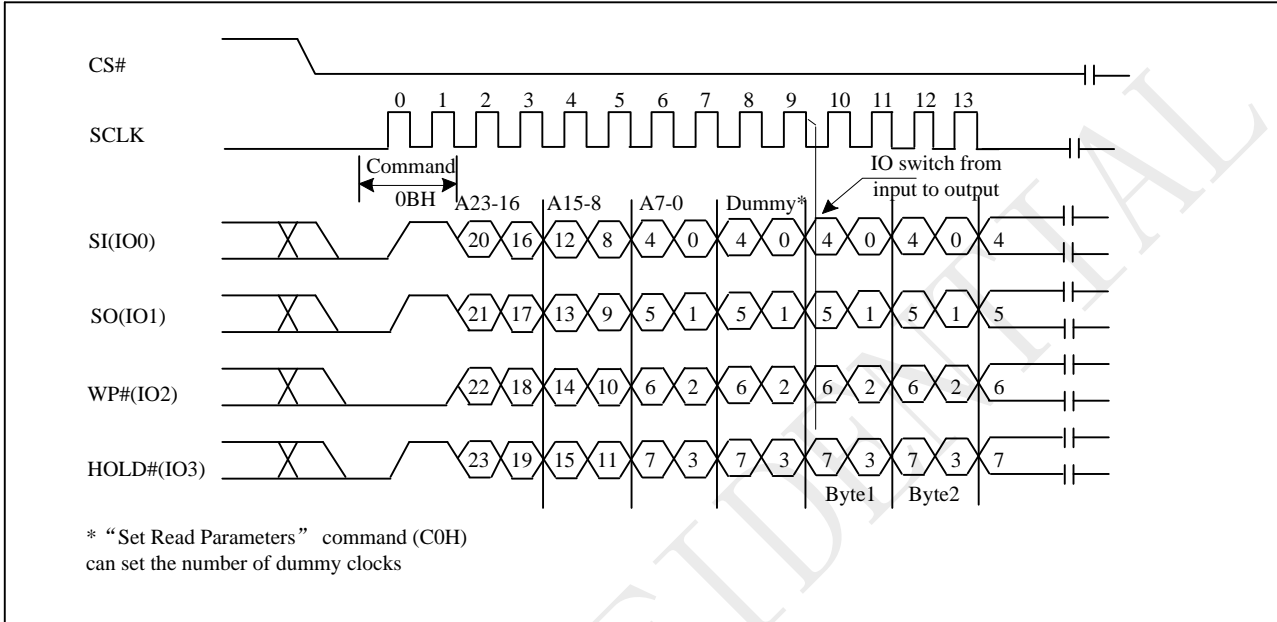 CS#
0 1 2 3 4 5 6 7 8 9 10 11 12 13
SCLK
Command
0BH
IO switch from
input to output
A23-16 A15-8 A7-0 Dummy*
SI(IO0) 20 16 12 8 4 0 4 0 4 0 4 0 4
SO(IO1) 21 17 13 9 5 1 5 1 5 1 5 1 5
WP#(IO2) 22 18 14 10 6 2 6 2 6 2 6 2 6
HOLD#(IO3) 23 19 15 11 7 3 7 3 7 3 7 3 7
Byte1 Byte2
* “Set Read Parameters” command (C0H)
can set the number of dummy clocks